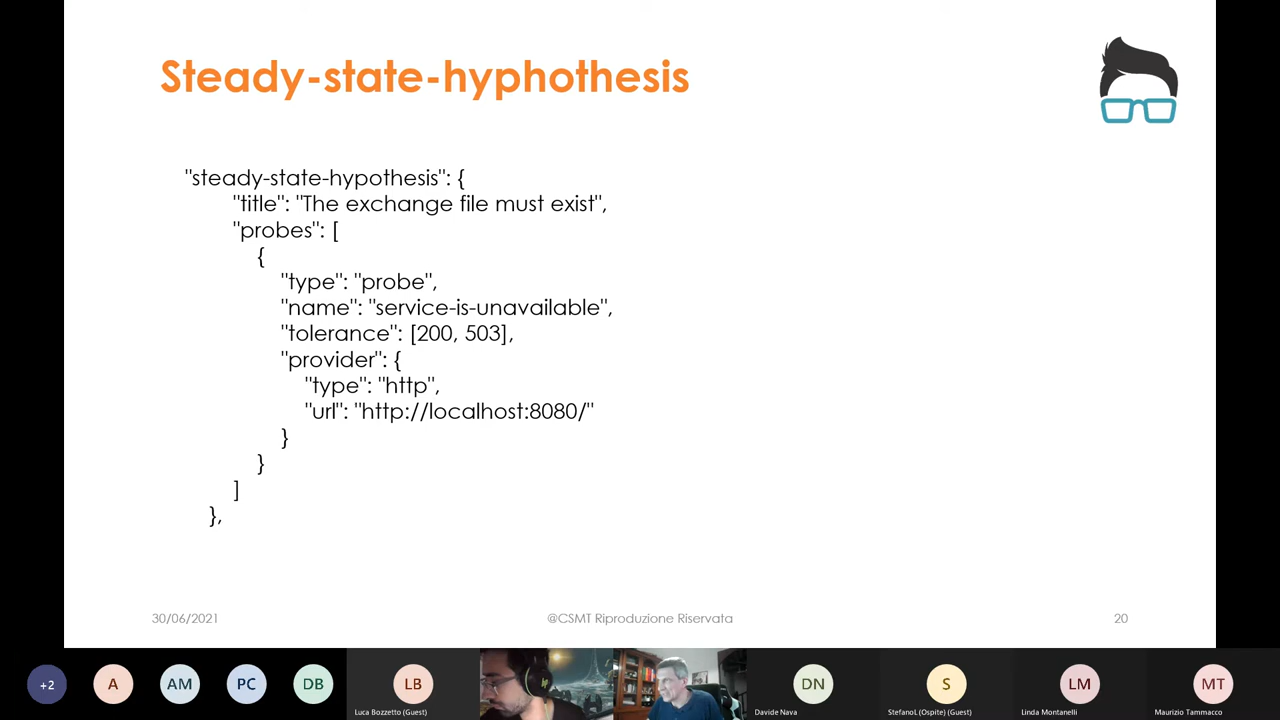 Steady-state-hyphothesis
"steady-state-hypothesis": {
"title": "The exchange file must exist",
"probes": [
{
"type": "probe",
"name": "service-is-unavailable",
"tolerance": [200, 503],
"provider": {
"type": "http",
"url": "http://localhost:8080/"
}
}
]
},
30/06/2021
@CSMT Riproduzione Riservata
20
+2
A
AM
PC
DB
LB
DN
S
LM
MT
Luca Bozzetto (Guest)
Davide Nava
StefanoL (Ospite) (Guest)
Linda Montanelli
Maurizio Tammacco